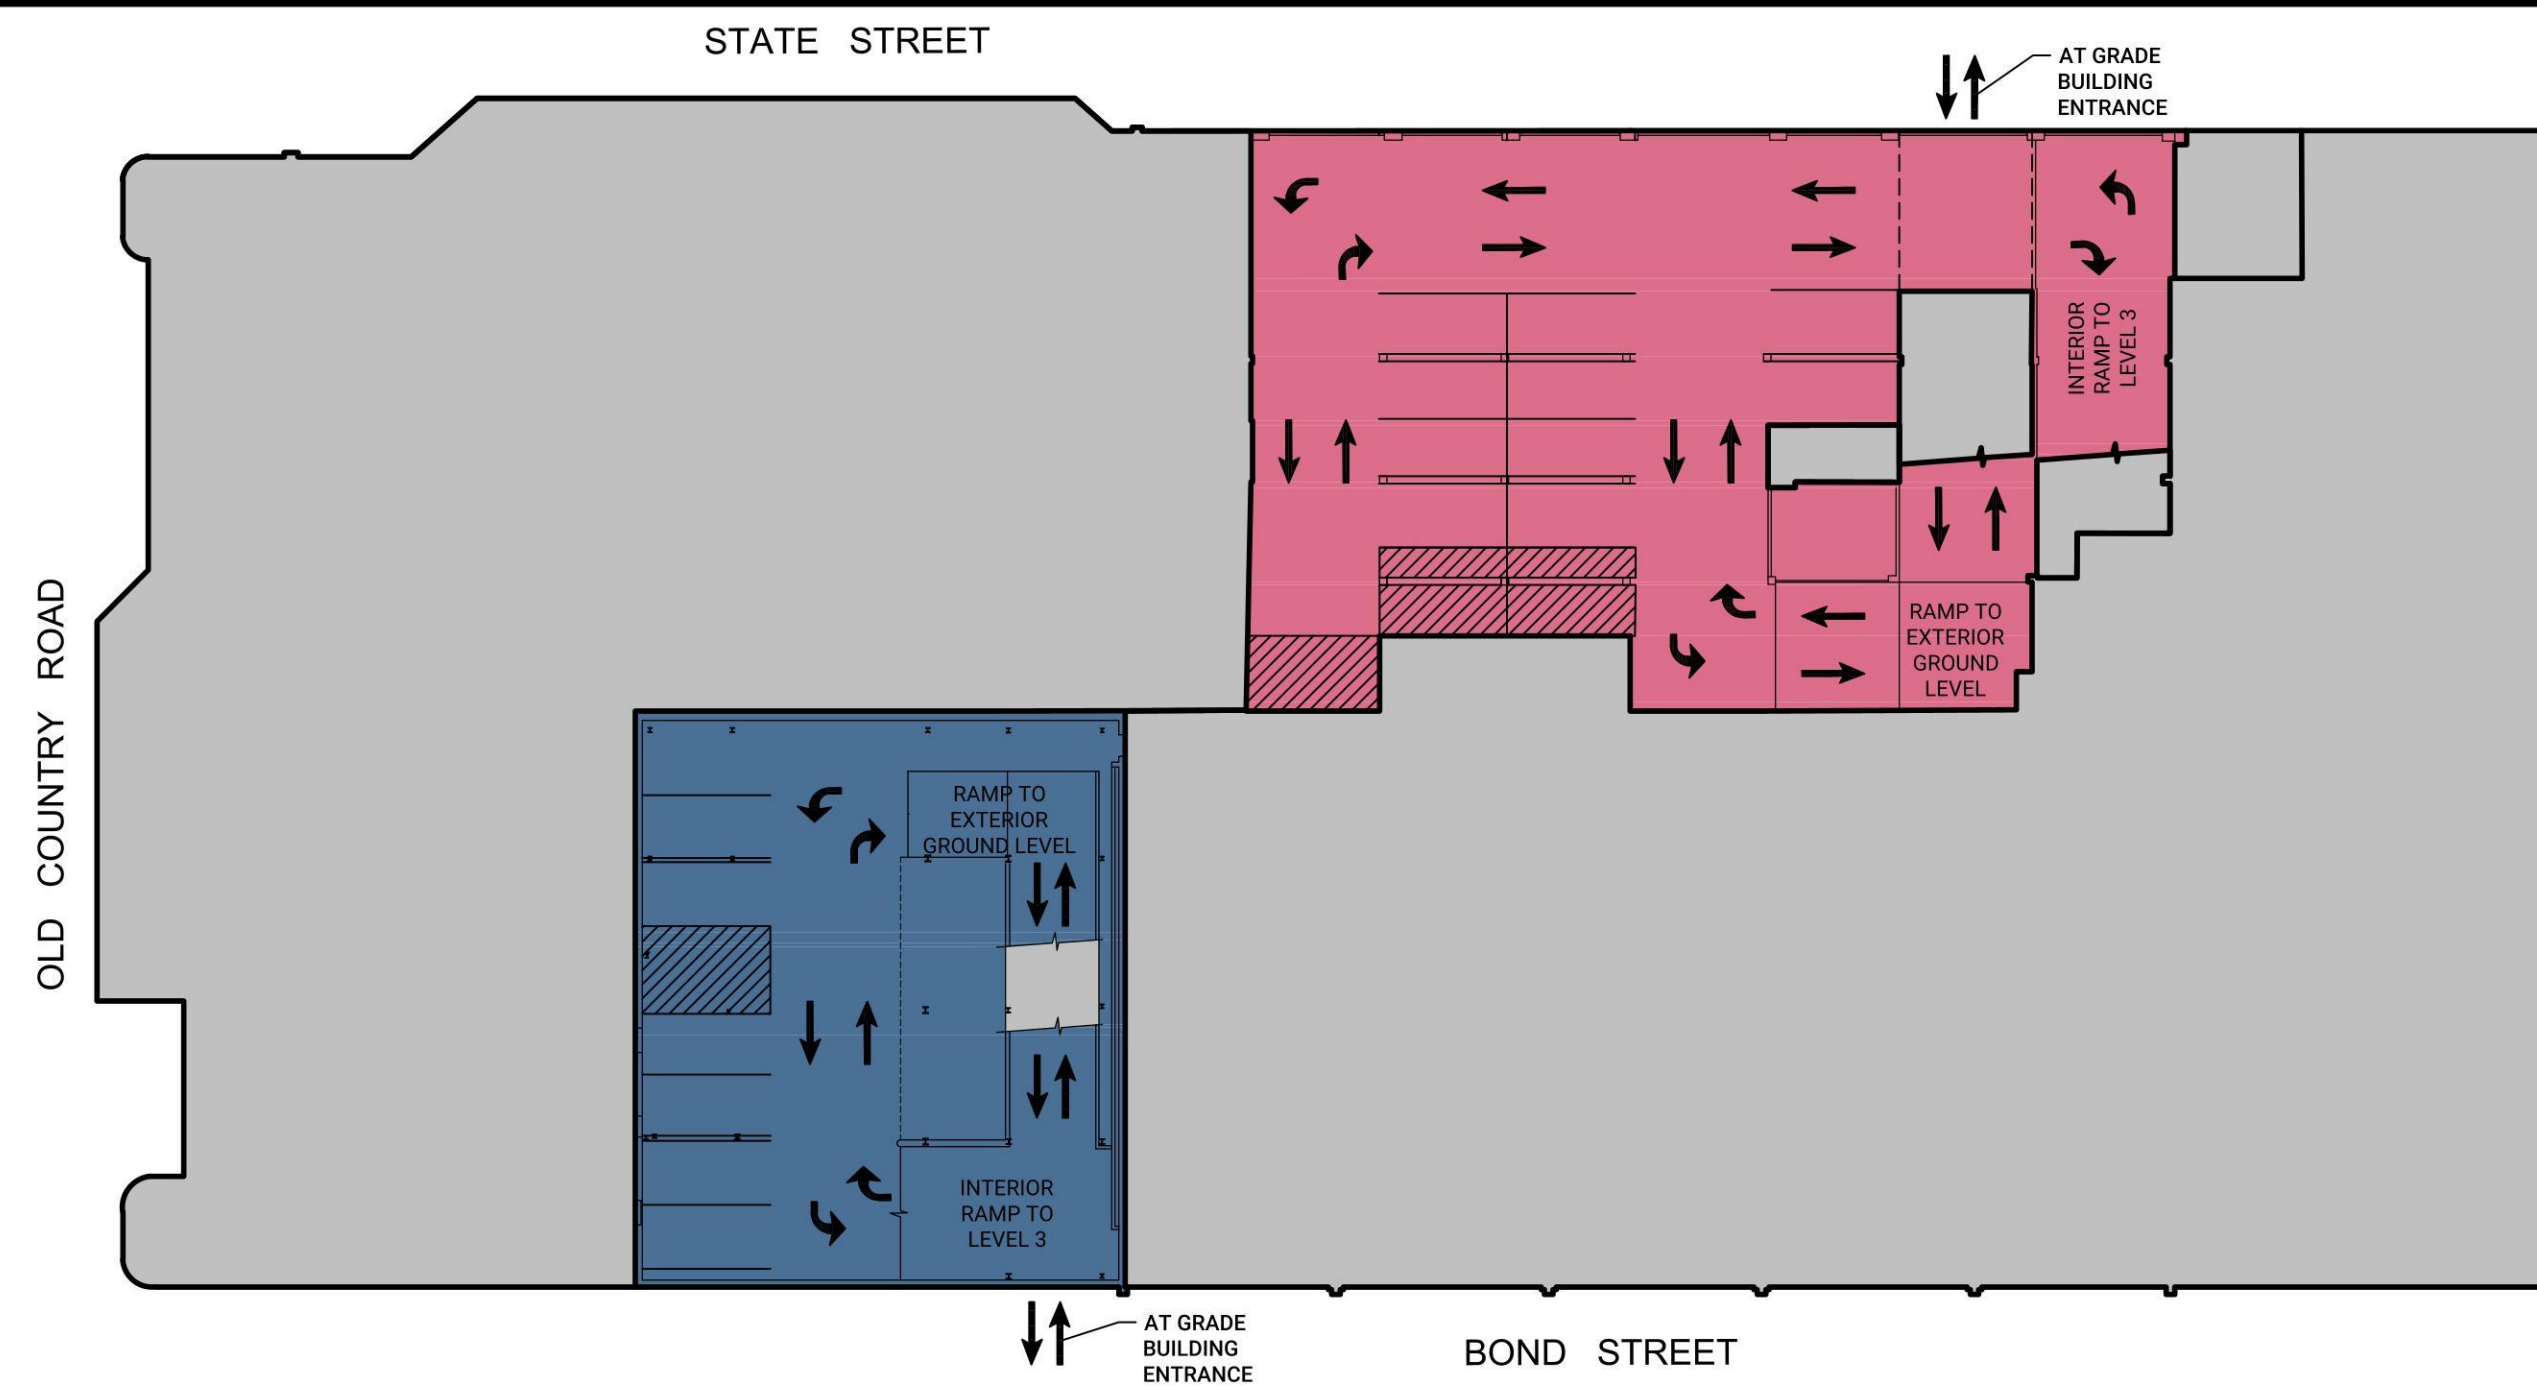 STATE STREET
AT GRADE
BUILDING
ENTRANCE
INTERIOR
RAMP TO
LEVEL 3
RAMP TO
EXTERIOR
GROUND
LEVEL
OLD COUNTRY ROAD
RAMP TO
EXTERIOR
GROUND LEVEL
INTERIOR
RAMP TO
LEVEL 3
AT GRADE
BUILDING
ENTRANCE
BOND STREET